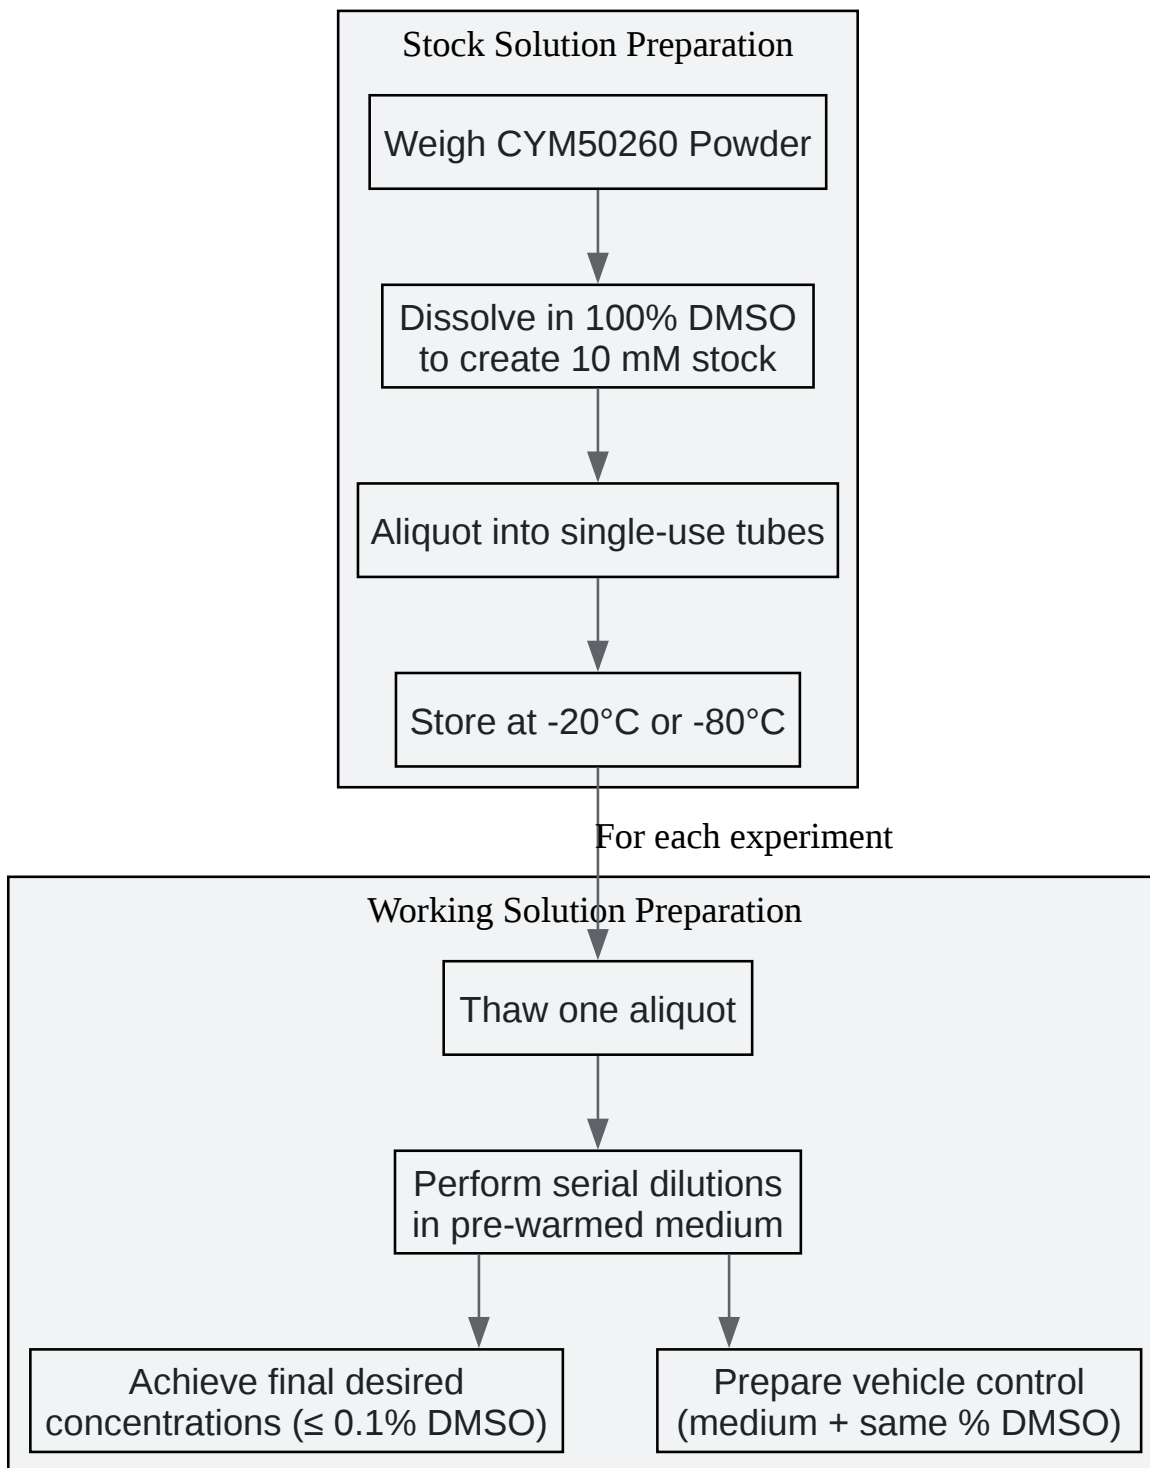 Stock Solution Preparation
Weigh CYM50260 Powder
Dissolve in 100% DMSO
to create 10 mM stock
Aliquot into single-use tubes
Store at -20°C or -80°C
For each experiment
Working Solution Preparation
Thaw one aliquot
Perform serial dilutions
in pre-warmed medium
Achieve final desired
concentrations (≤ 0.1% DMSO)
Prepare vehicle control
(medium + same % DMSO)